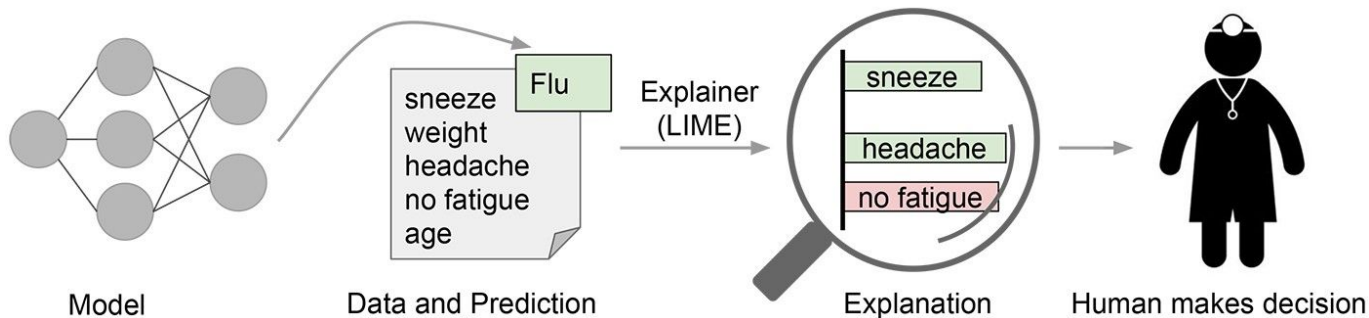 Flu
sneeze
weight
headache
no fatigue
age
Explainer
(LIME)
sneeze
headache
no fatigue
Model
Data and Prediction
Explanation
Human makes decision